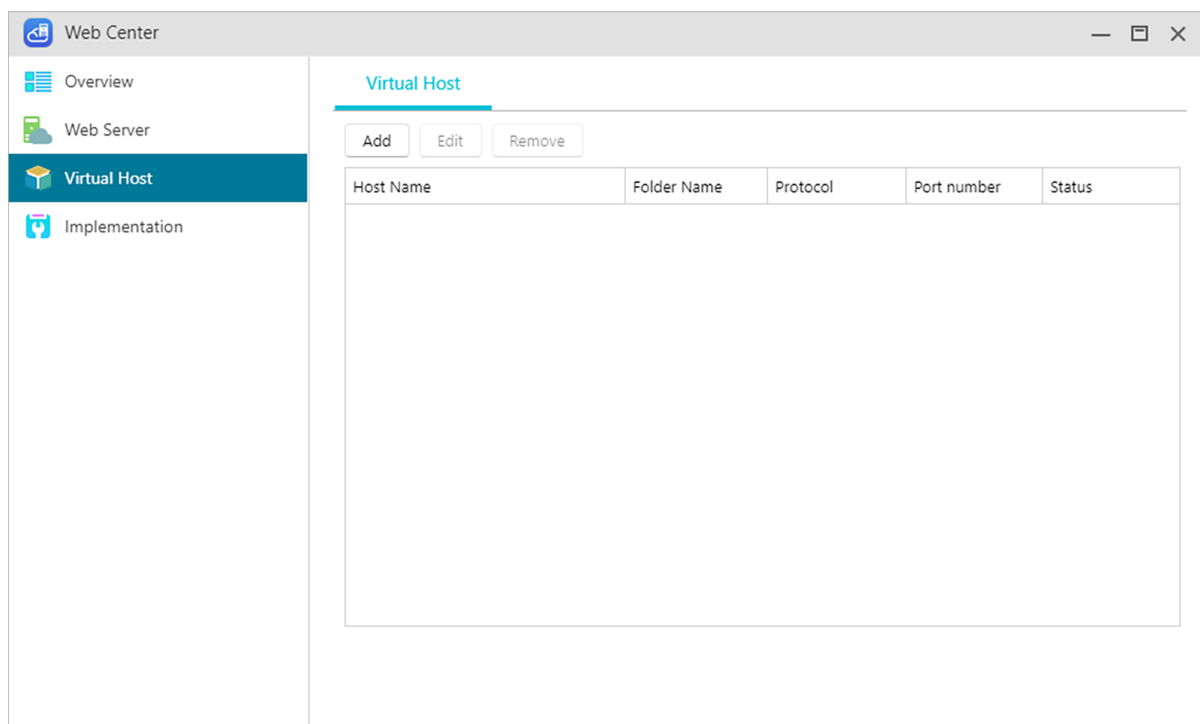 Web Center
Overview
Web Server
Virtual Host
Implementation
Virtual Host
Add Edit Remove
Host Name Folder Name Protocol Port number Status